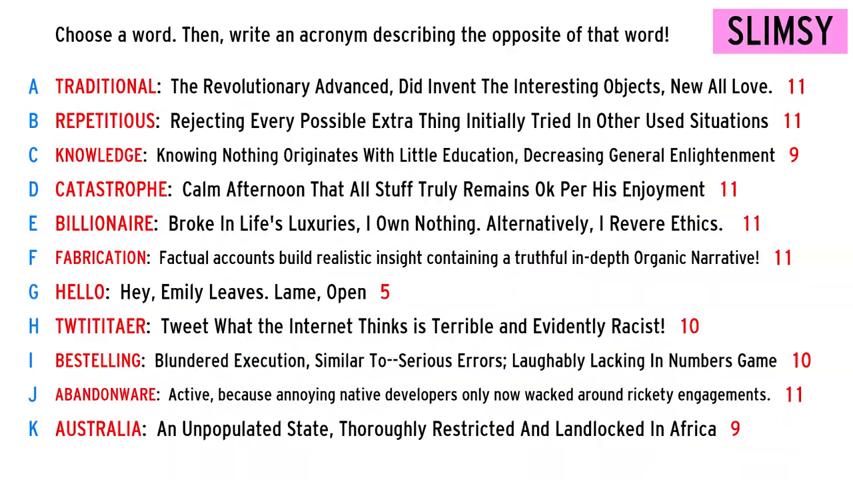 Choose a word. Then, write an acronym describing the opposite of that word!
SLIMSY
A TRADITIONAL: The Revolutionary Advanced, Did Invent The Interesting Objects, New All Love. 11
B REPETITIOUS: Rejecting Every Possible Extra Thing Initially Tried In Other Used Situations 11
C KNOWLEDGE: Knowing Nothing Originates With Little Education, Decreasing General Enlightenment 9
D CATASTROPHE: Calm Afternoon That All Stuff Truly Remains Ok Per His Enjoyment 11
E BILLIONAIRE: Broke In Life's Luxuries, I Own Nothing. Alternatively, I Revere Ethics. 11
F FABRICATION: Factual accounts build realistic insight containing a truthful in-depth Organic Narrative! 11
G HELLO: Hey, Emily Leaves. Lame, Open 5
H TWTITITAER: Tweet What the Internet Thinks is Terrible and Evidently Racist! 10
I BESTELLING: Blundered Execution, Similar To--Serious Errors; Laughably Lacking In Numbers Game 10
J ABANDONWARE: Active, because annoying native developers only now wacked around rickety engagements. 11
K AUSTRALIA: An Unpopulated State, Thoroughly Restricted And Landlocked In Africa 9